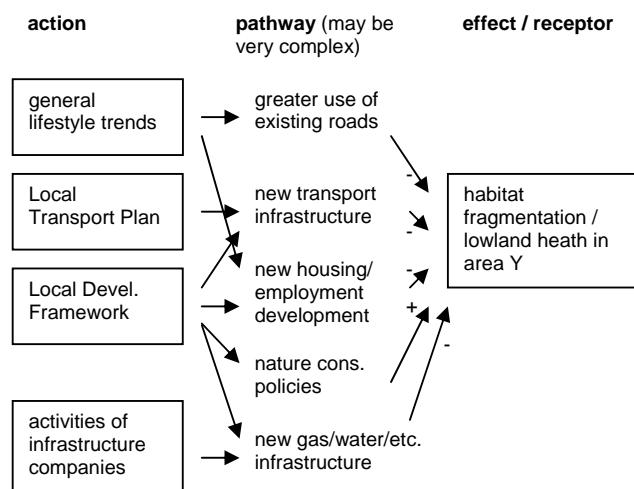 action
pathway (may be
very complex)
effect / receptor
general
lifestyle trends
greater use of
existing roads
-
Local
Transport Plan
new transport
infrastructure
-
habitat
fragmentation /
lowland heath in
area Y
Local Devel.
Framework
new housing/
employment
development
-
+
nature cons.
policies
-
activities of
infrastructure
companies
new gas/water/etc.
infrastructure